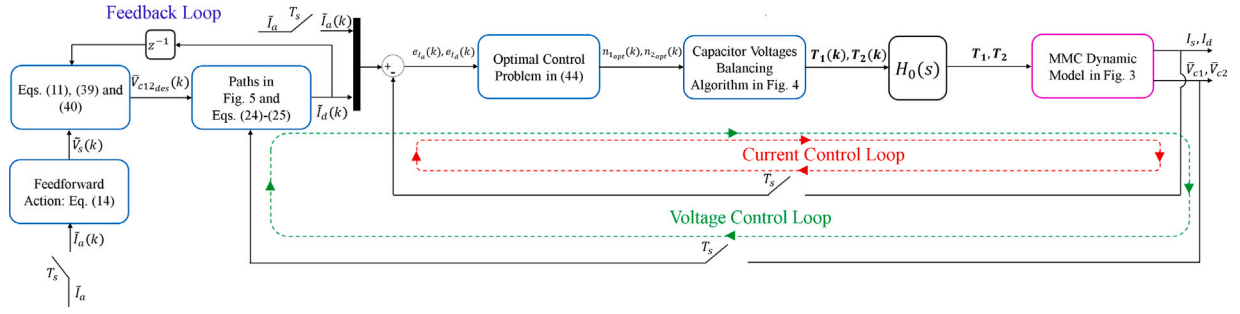 Feedback Loop
Ĩₐ
Tₛ
Ĩₐ(k)
z⁻¹
Eqs. (11), (39) and
(40)
V̅c12des(k)
Paths in
Fig. 5 and
Eqs. (24)-(25)
Ĩd(k)
Ṽₛ(k)
Feedforward
Action: Eq. (14)
Ĩₐ(k)
Tₛ
Ĩₐ
+
-
eIₐ(k), eId(k)
Optimal Control
Problem in (44)
n1opt(k), n2opt(k)
Capacitor Voltages
Balancing
Algorithm in Fig. 4
T₁(k), T₂(k)
H₀(s)
T₁, T₂
MMC Dynamic
Model in Fig. 3
Iₛ, Id
V̅c1, V̅c2
Current Control Loop
Tₛ
Voltage Control Loop
Tₛ